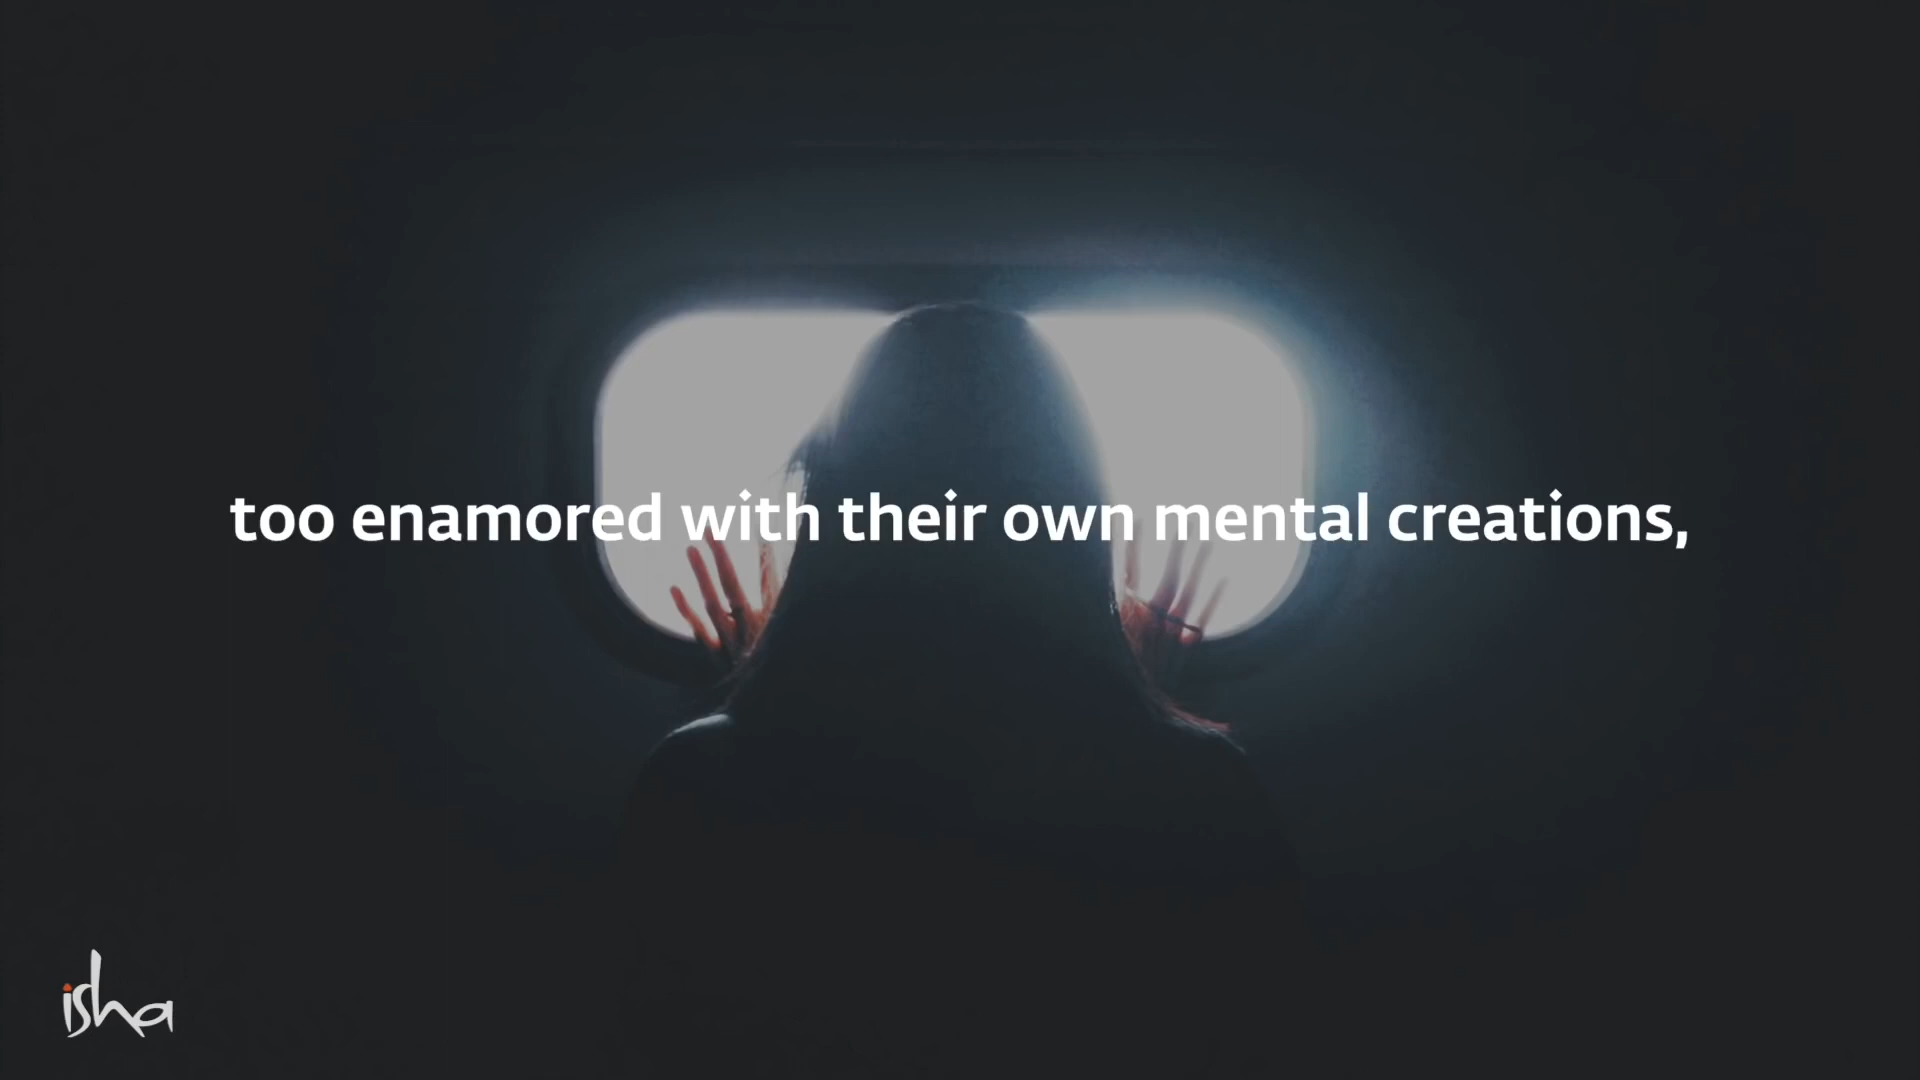 too enamored with their own mental creations,
isha